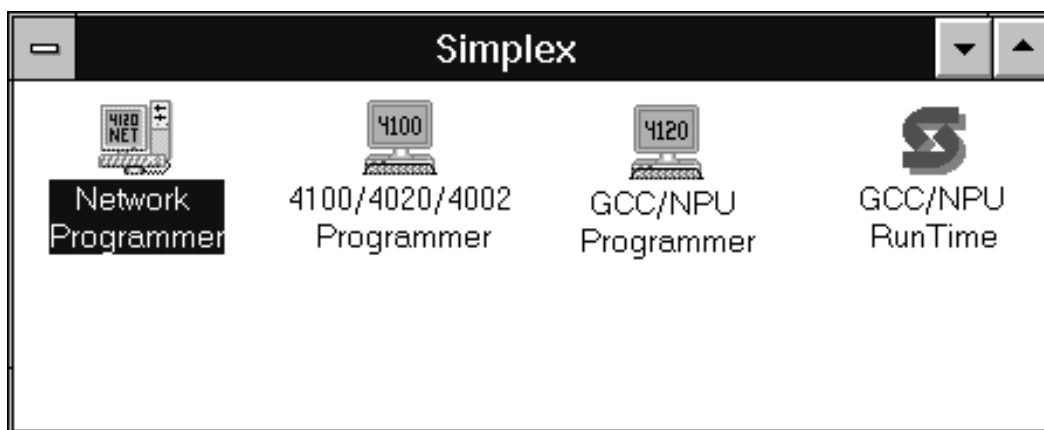 Simplex
4120
NET
4100
4120
Network
Programmer
4100/4020/4002
Programmer
GCC/NPU
Programmer
GCC/NPU
RunTime